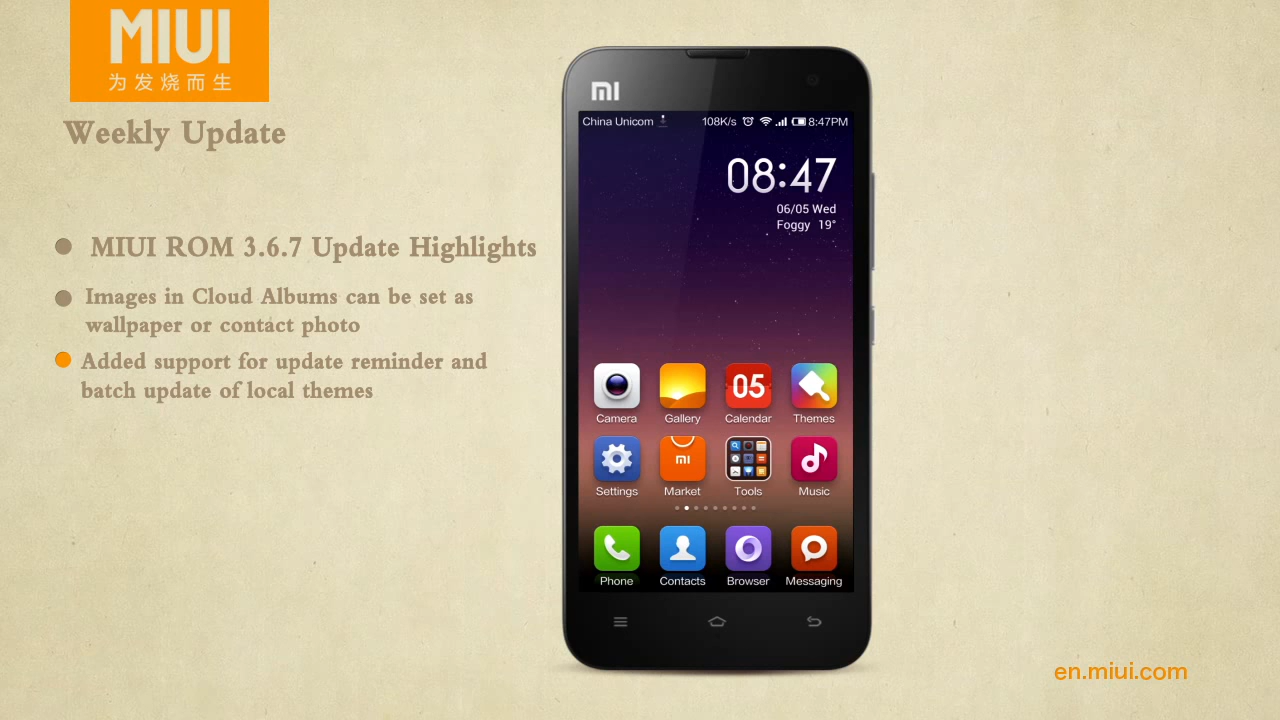 MIUI
为发烧而生
Weekly Update
MIUI ROM 3.6.7 Update Highlights
Images in Cloud Albums can be set as
wallpaper or contact photo
Added support for update reminder and
batch update of local themes
MI
China Unicom 108K/s 8:47PM
08:47
06/05 Wed
Foggy 19°
05
Camera Gallery Calendar Themes
MI
Settings Market Tools Music
Phone Contacts Browser Messaging
en.miui.com